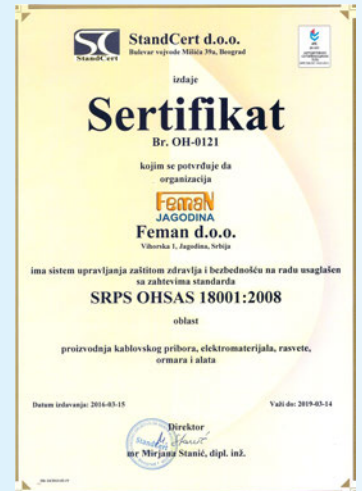 SC
StandCert
StandCert d.o.o.
Bulevar vojvode Mišića 39a, Beograd
izdaje
Sertifikat
Br. OH-0121
kojim se potvrđuje da
organizacija
FemaN
JAGODINA
Feman d.o.o.
Vihorska 1, Jagodina, Srbija
ima sistem upravljanja zaštitom zdravlja i bezbednošću na radu usaglašen
sa zahtevima standarda
SRPS OHSAS 18001:2008
oblast
proizvodnja kablovskog pribora, elektromaterijala, rasvete,
ormara i alata
Datum izdavanja: 2016-03-15
Važi do: 2019-03-14
Direktor
StandCert
mr Mirjana Stanić, dipl. inž.